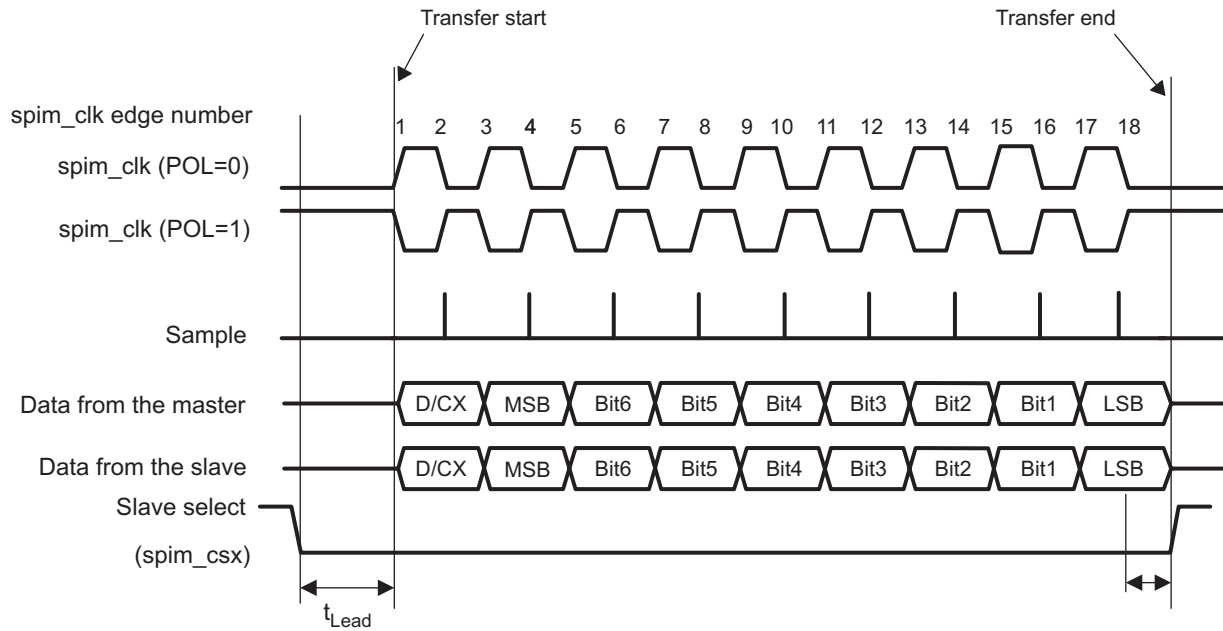 Transfer start
Transfer end
spim_clk edge number
1 2 3 4 5 6 7 8 9 10 11 12 13 14 15 16 17 18
spim_clk (POL=0)
spim_clk (POL=1)
Sample
Data from the master
D/CX MSB Bit6 Bit5 Bit4 Bit3 Bit2 Bit1 LSB
Data from the slave
D/CX MSB Bit6 Bit5 Bit4 Bit3 Bit2 Bit1 LSB
Slave select
(spim_csx)
tLead